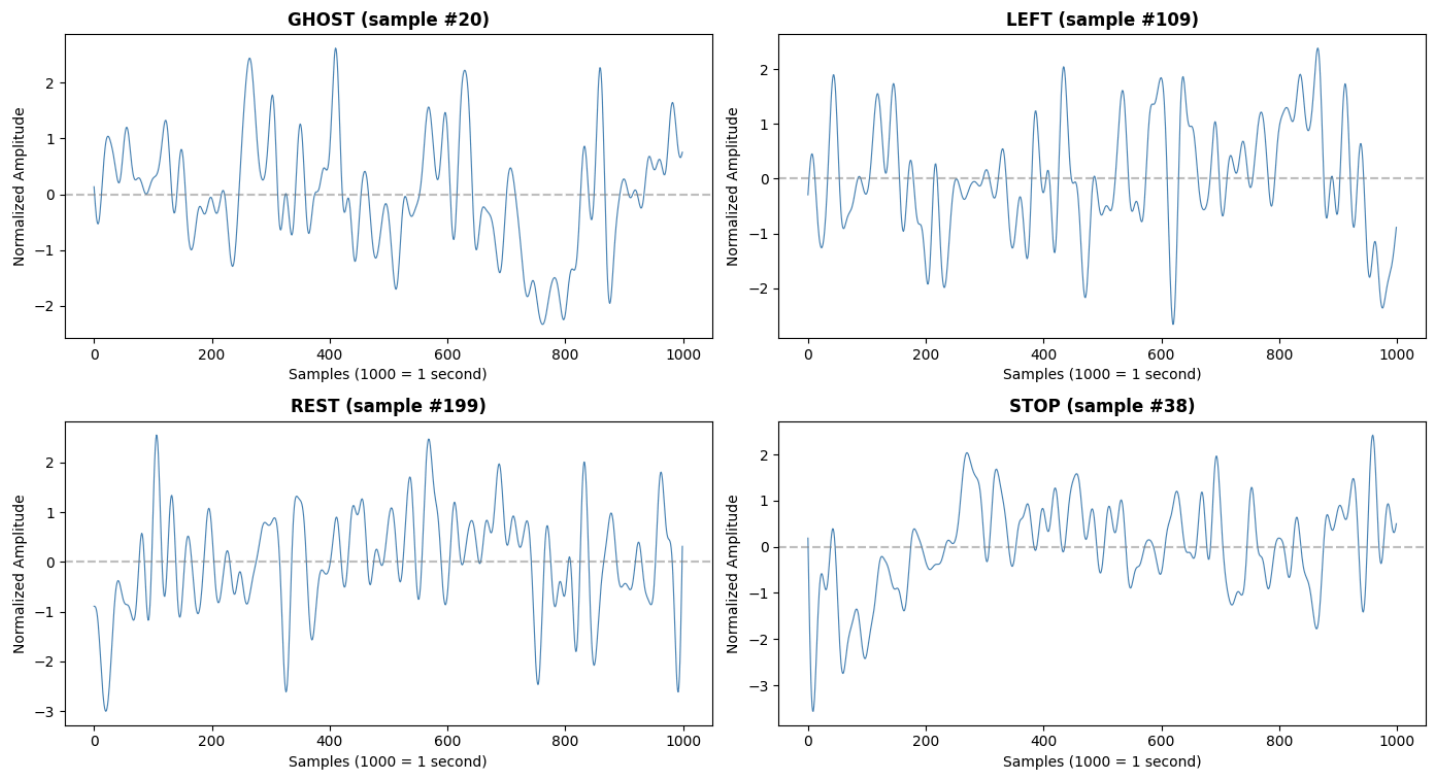 GHOST (sample #20)
Normalized Amplitude
2
1
0
−1
−2
0 200 400 600 800 1000
Samples (1000 = 1 second)
LEFT (sample #109)
Normalized Amplitude
2
1
0
−1
−2
0 200 400 600 800 1000
Samples (1000 = 1 second)
REST (sample #199)
Normalized Amplitude
2
1
0
−1
−2
−3
0 200 400 600 800 1000
Samples (1000 = 1 second)
STOP (sample #38)
Normalized Amplitude
2
1
0
−1
−2
−3
0 200 400 600 800 1000
Samples (1000 = 1 second)